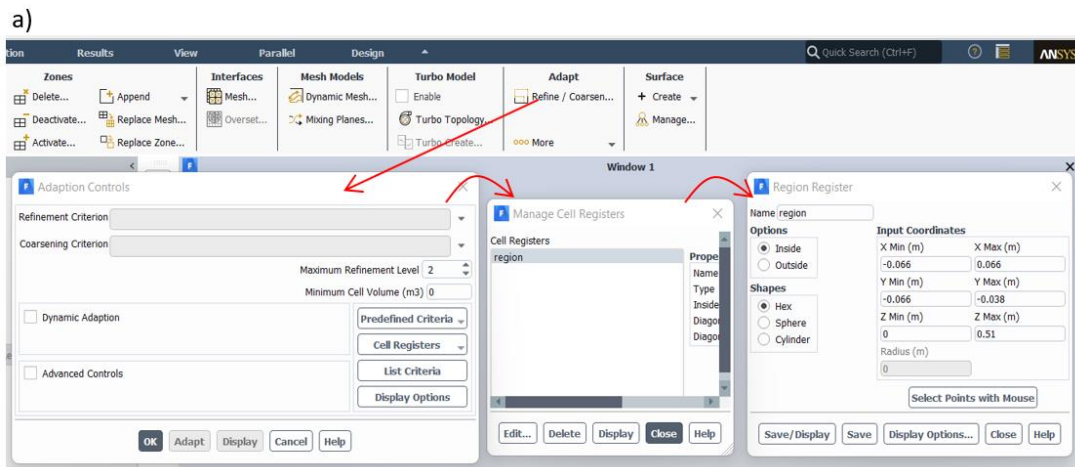 a)
tion Results View Parallel Design Quick Search (Ctrl+F) ANSYS
Zones Interfaces Mesh Models Turbo Model Adapt Surface
Delete... Append Mesh... Dynamic Mesh... Enable Refine / Coarsen... + Create
Deactivate... Replace Mesh... Overset... Mixing Planes... Turbo Topology... Manage...
Activate... Replace Zone... Turbo Create... More
Window 1
Adaption Controls
Refinement Criterion
Coarsening Criterion
Maximum Refinement Level 2
Minimum Cell Volume (m3) 0
Dynamic Adaption
Predefined Criteria
Cell Registers
Advanced Controls
List Criteria
Display Options
OK Adapt Display Cancel Help
Manage Cell Registers
Cell Registers
region
Prope
Name
Type
Inside
Diagon
Diagon
Edit... Delete Display Close Help
Region Register
Name region
Options
Inside
Outside
Shapes
Hex
Sphere
Cylinder
Input Coordinates
X Min (m) X Max (m)
-0.066 0.066
Y Min (m) Y Max (m)
-0.066 -0.038
Z Min (m) Z Max (m)
0 0.51
Radius (m)
0
Select Points with Mouse
Save/Display Save Display Options... Close Help